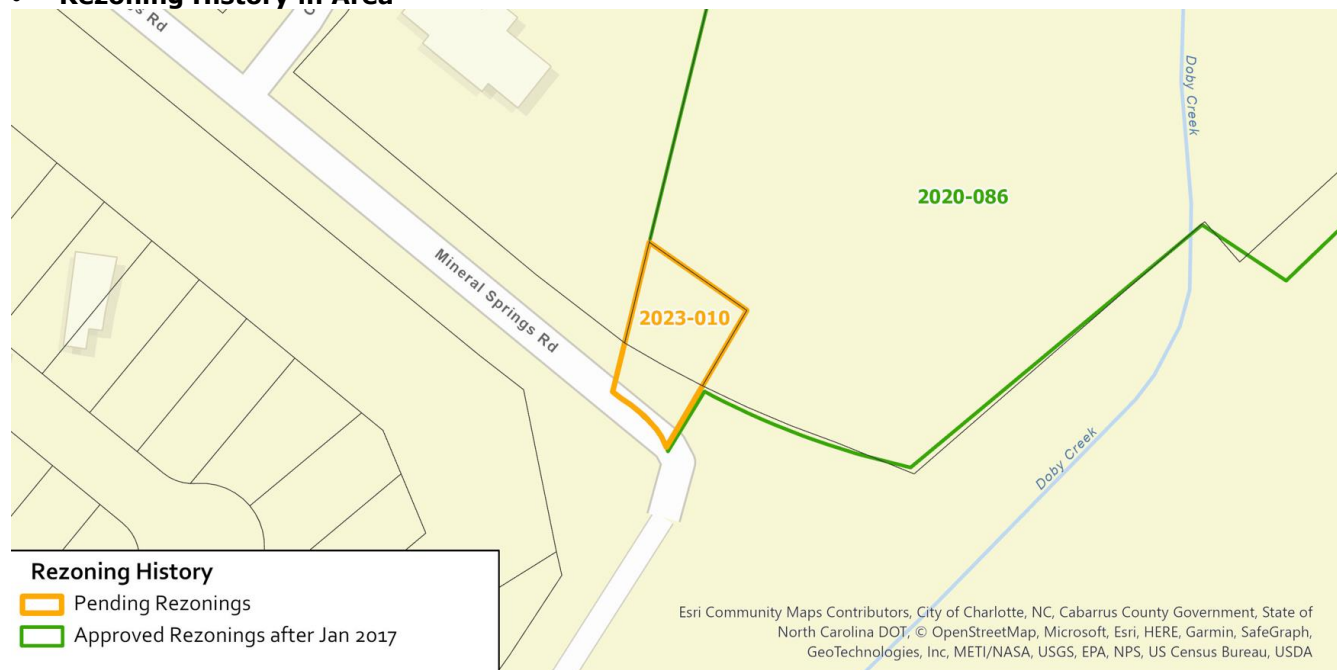 • Rezoning History in Area
s Rd
Mineral Springs Rd
Doby Creek
2020-086
2023-010
Doby Creek
Rezoning History
Pending Rezonings
Approved Rezonings after Jan 2017
Esri Community Maps Contributors, City of Charlotte, NC, Cabarrus County Government, State of
North Carolina DOT, © OpenStreetMap, Microsoft, Esri, HERE, Garmin, SafeGraph,
GeoTechnologies, Inc, METI/NASA, USGS, EPA, NPS, US Census Bureau, USDA